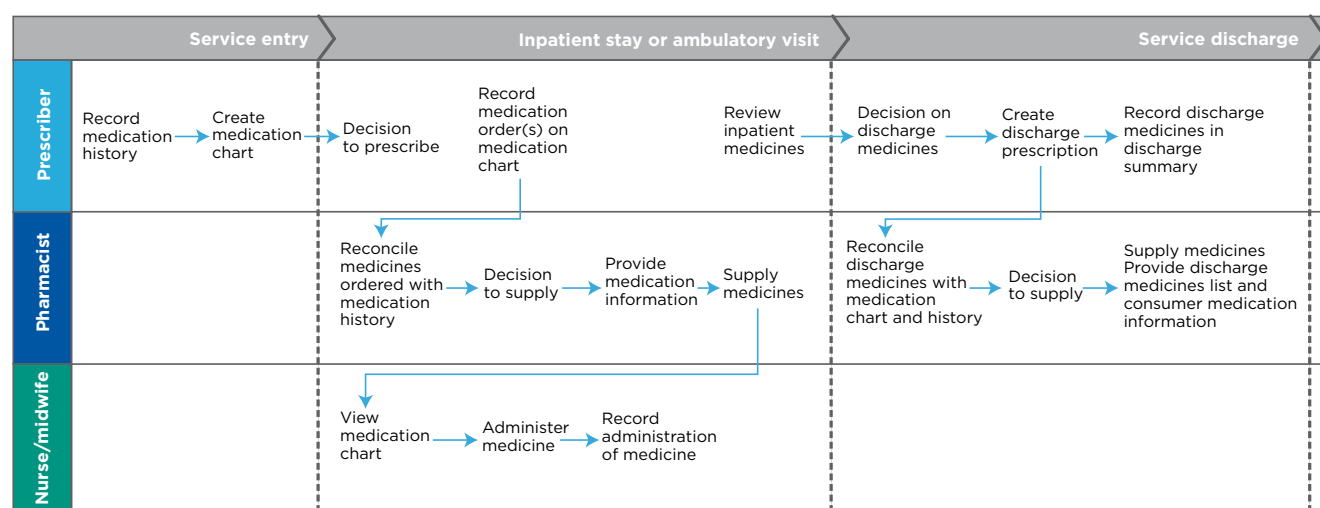 Service entry
Inpatient stay or ambulatory visit
Service discharge
Prescriber
Record
medication
history
Create
medication
chart
Decision
to prescribe
Record
medication
order(s) on
medication
chart
Review
inpatient
medicines
Decision on
discharge
medicines
Create
discharge
prescription
Record discharge
medicines in
discharge
summary
Pharmacist
Reconcile
medicines
ordered with
medication
history
Decision
to supply
Provide
medication
information
Supply
medicines
Reconcile
discharge
medicines with
medication
chart and history
Decision
to supply
Supply medicines
Provide discharge
medicines list and
consumer medication
information
Nurse/midwife
View
medication
chart
Administer
medicine
Record
administration
of medicine